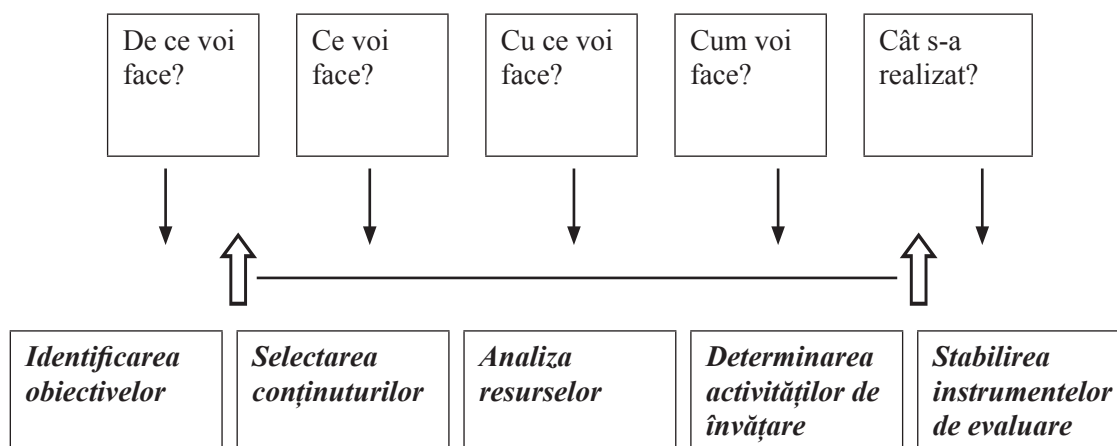 De ce voi
face?
Ce voi
face?
Cu ce voi
face?
Cum voi
face?
Cât s-a
realizat?
Identificarea
obiectivelor
Selectarea
conținuturilor
Analiza
resurselor
Determinarea
activităților de
învățare
Stabilirea
instrumentelor
de evaluare